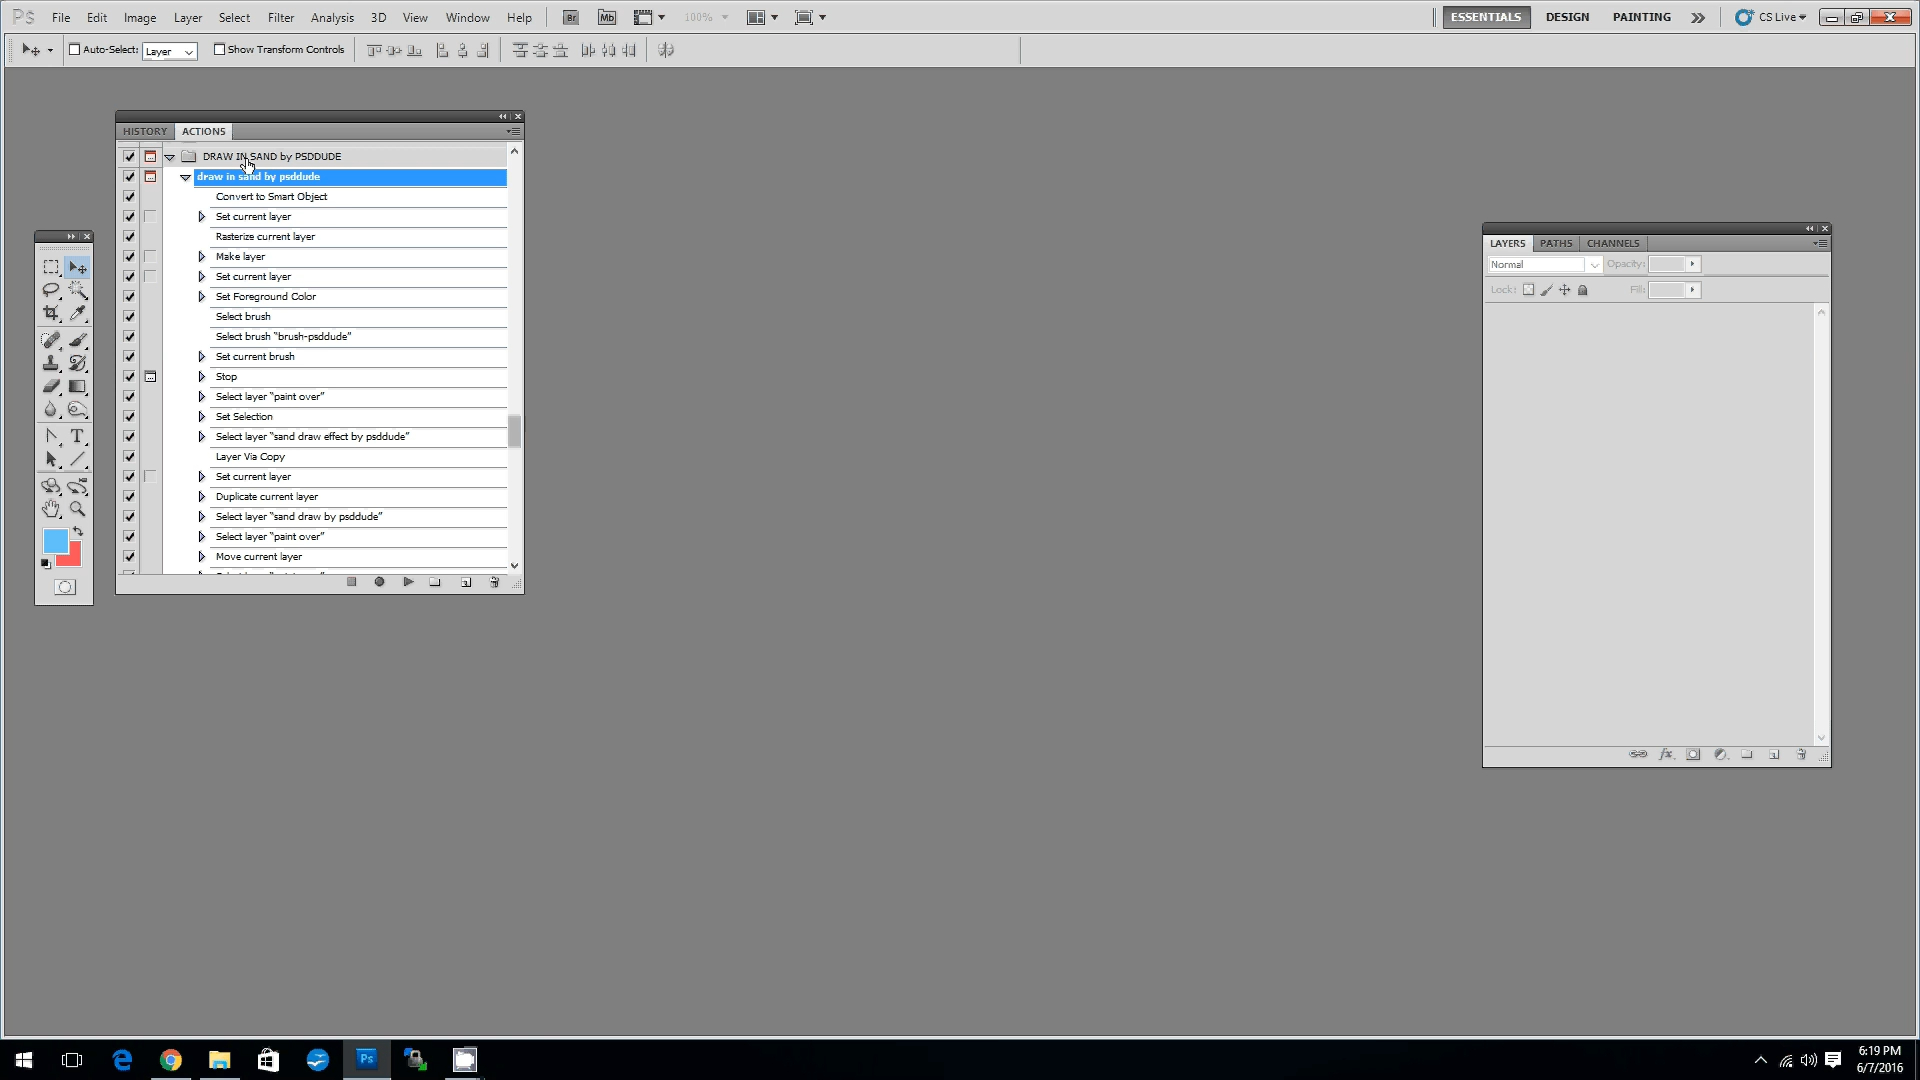 Ps File Edit Image Layer Select Filter Analysis 3D View Window Help Br Mb 100% ESSENTIALS DESIGN PAINTING CS Live
Auto-Select: Layer Show Transform Controls
HISTORY ACTIONS
DRAW IN SAND by PSDDUDE
draw in sand by psddude
Convert to Smart Object
Set current layer
Rasterize current layer
Make layer
Set current layer
Set Foreground Color
Select brush
Select brush “brush-psddude”
Set current brush
Stop
Select layer “paint over”
Set Selection
Select layer “sand draw effect by psddude”
Layer Via Copy
Set current layer
Duplicate current layer
Select layer “sand draw by psddude”
Select layer “paint over”
Move current layer
LAYERS PATHS CHANNELS
Normal Opacity:
Lock: Fill:
Ps
6:19 PM
6/7/2016